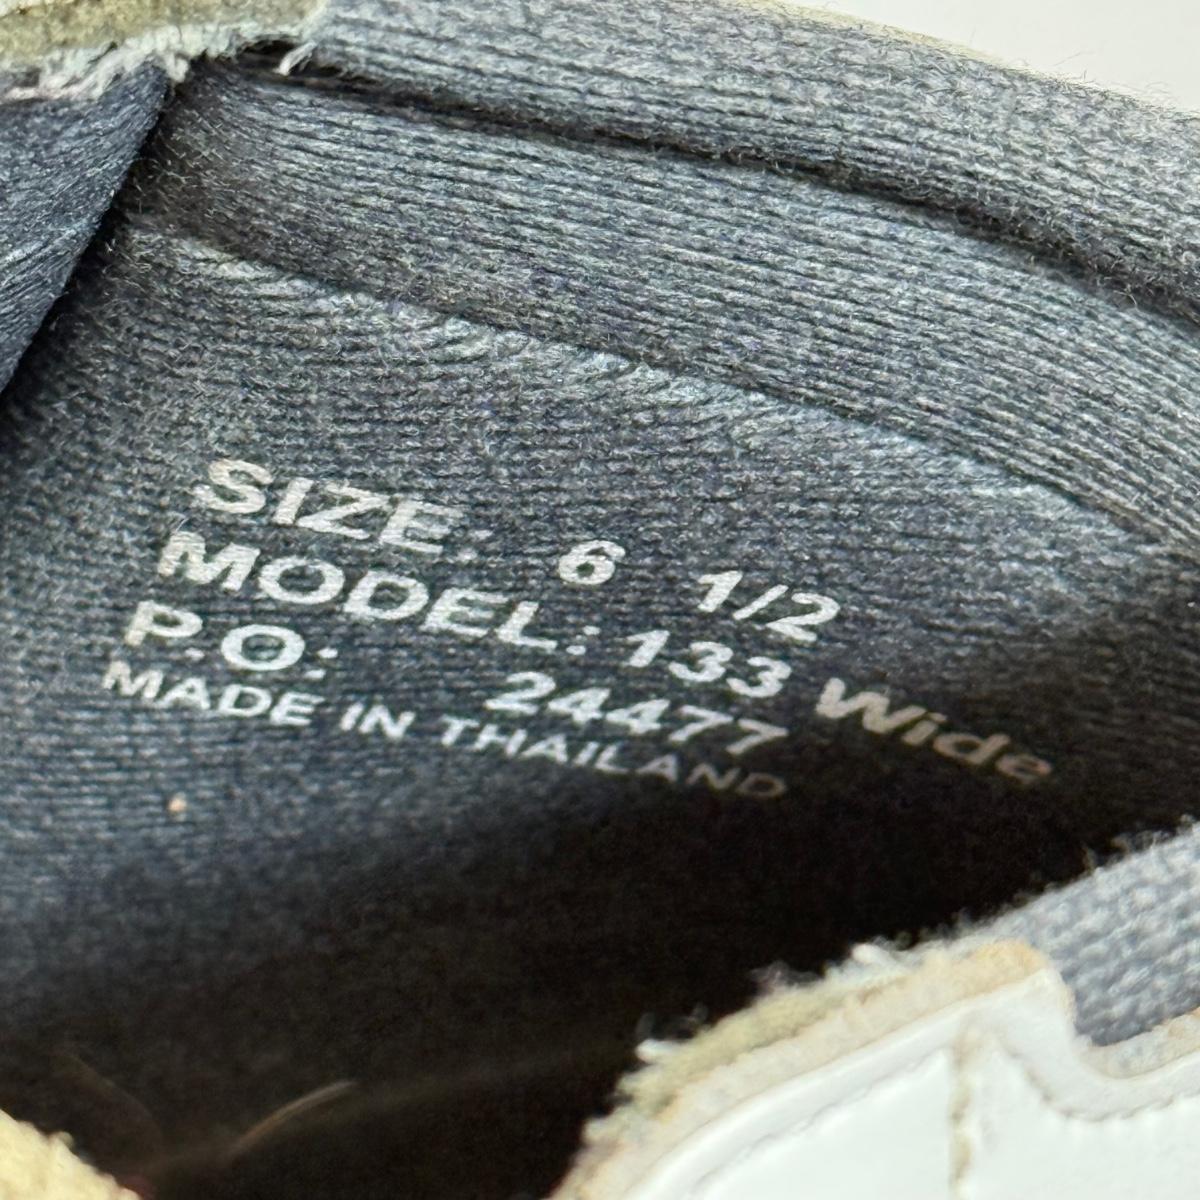 SIZE: 6 1/2
MODEL: 133 Wide
P.O: 24477
MADE IN THAILAND